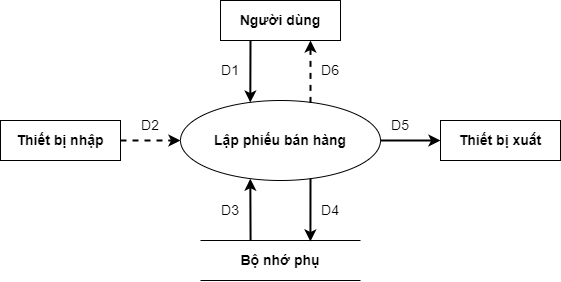 Người dùng
D1
D6
Thiết bị nhập
D2
Lập phiếu bán hàng
D5
Thiết bị xuất
D3
D4
Bộ nhớ phụ